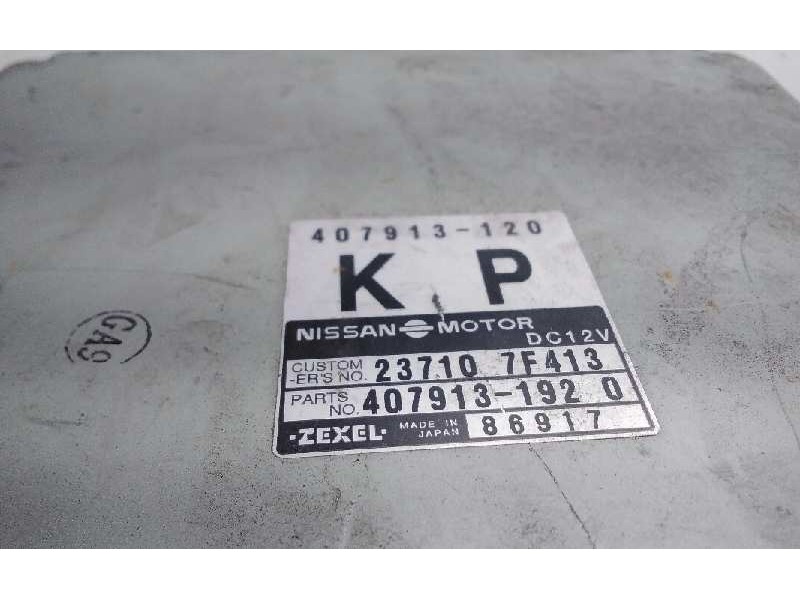 407913-120
K P
NISSAN MOTOR
DC12V
CUSTOM
-ER'S NO. 23710 7F413
PARTS
NO. 407913-192 0
·ZEXEL· MADE IN
JAPAN 86917
GA9